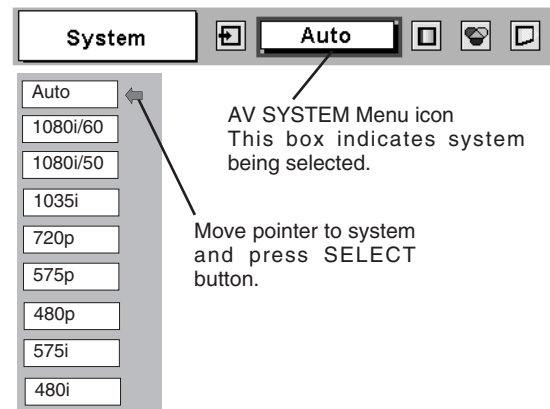 System
Auto
AV SYSTEM Menu icon
This box indicates system
being selected.
Auto
1080i/60
1080i/50
1035i
720p
575p
480p
575i
480i
Move pointer to system
and press SELECT
button.